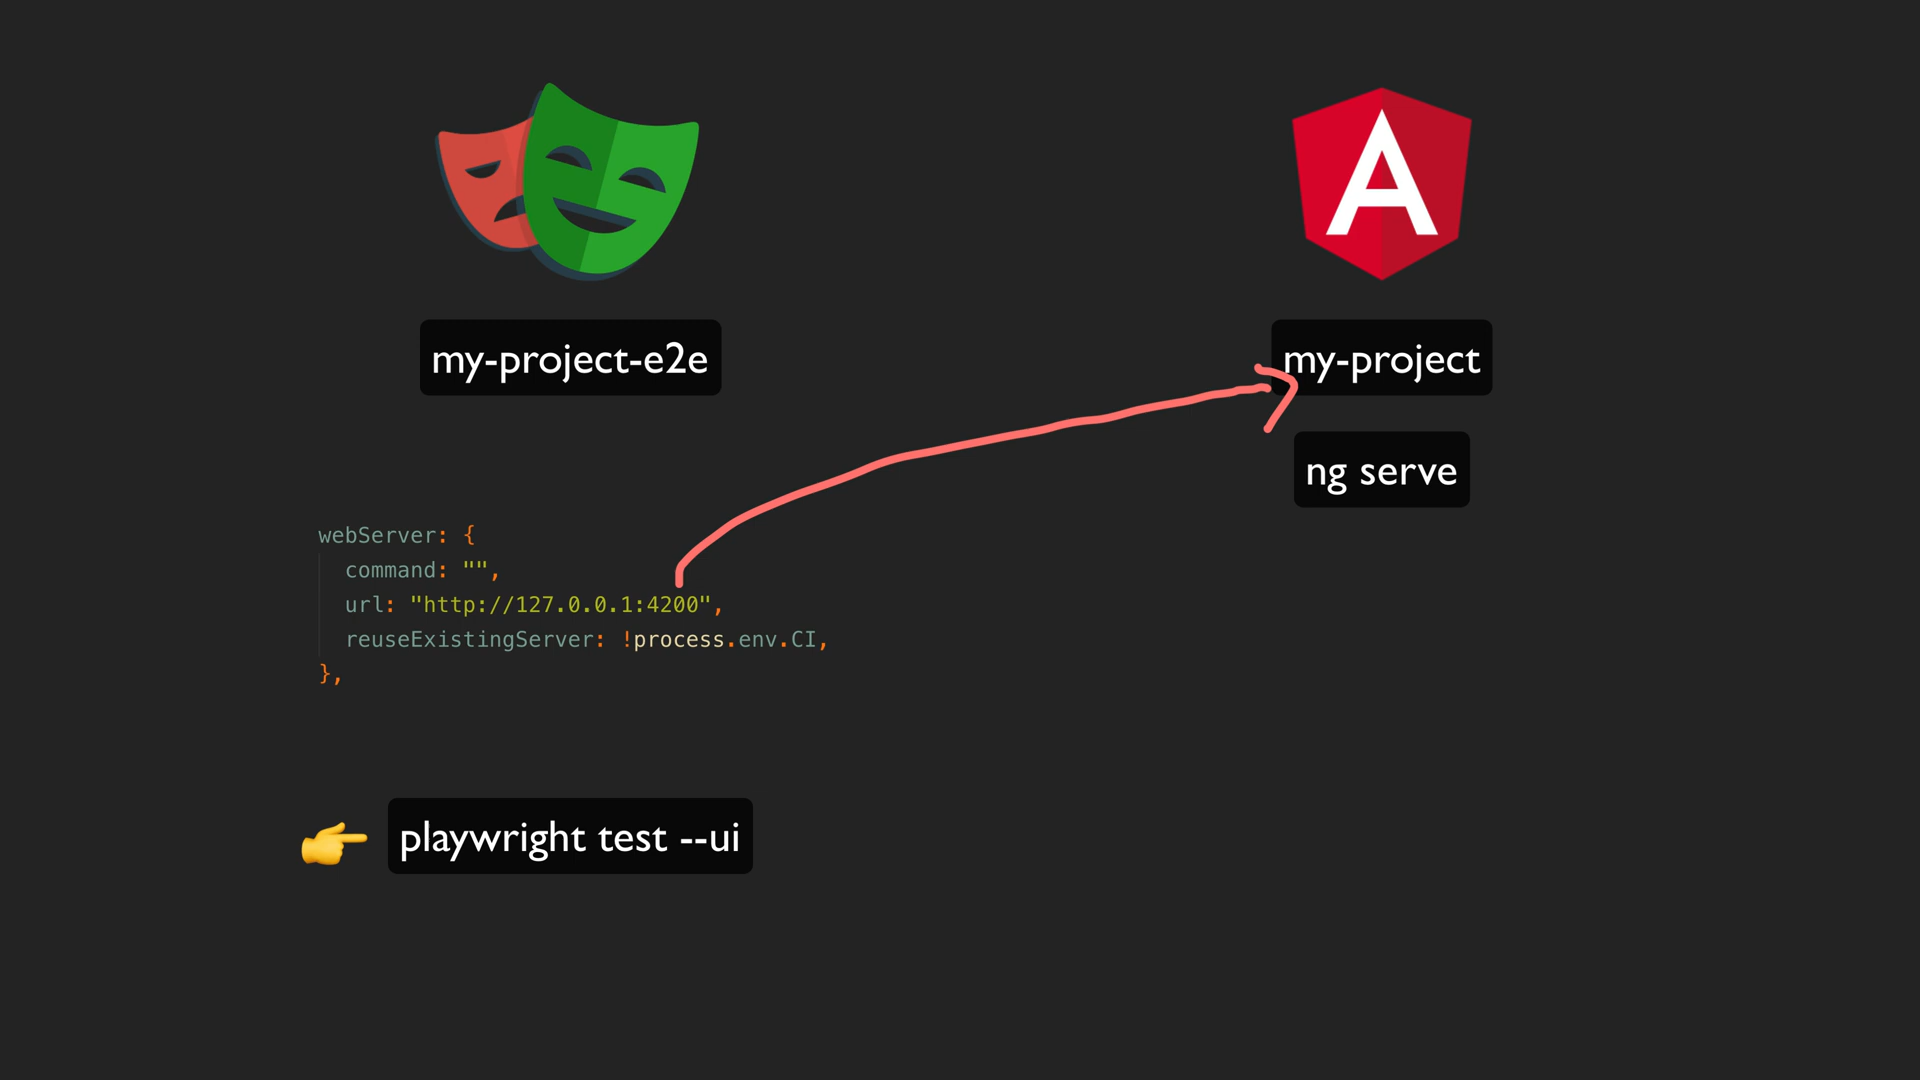 my-project-e2e
my-project
ng serve
webServer: {
command: "",
url: "http://127.0.0.1:4200",
reuseExistingServer: !process.env.CI,
},
playwright test --ui